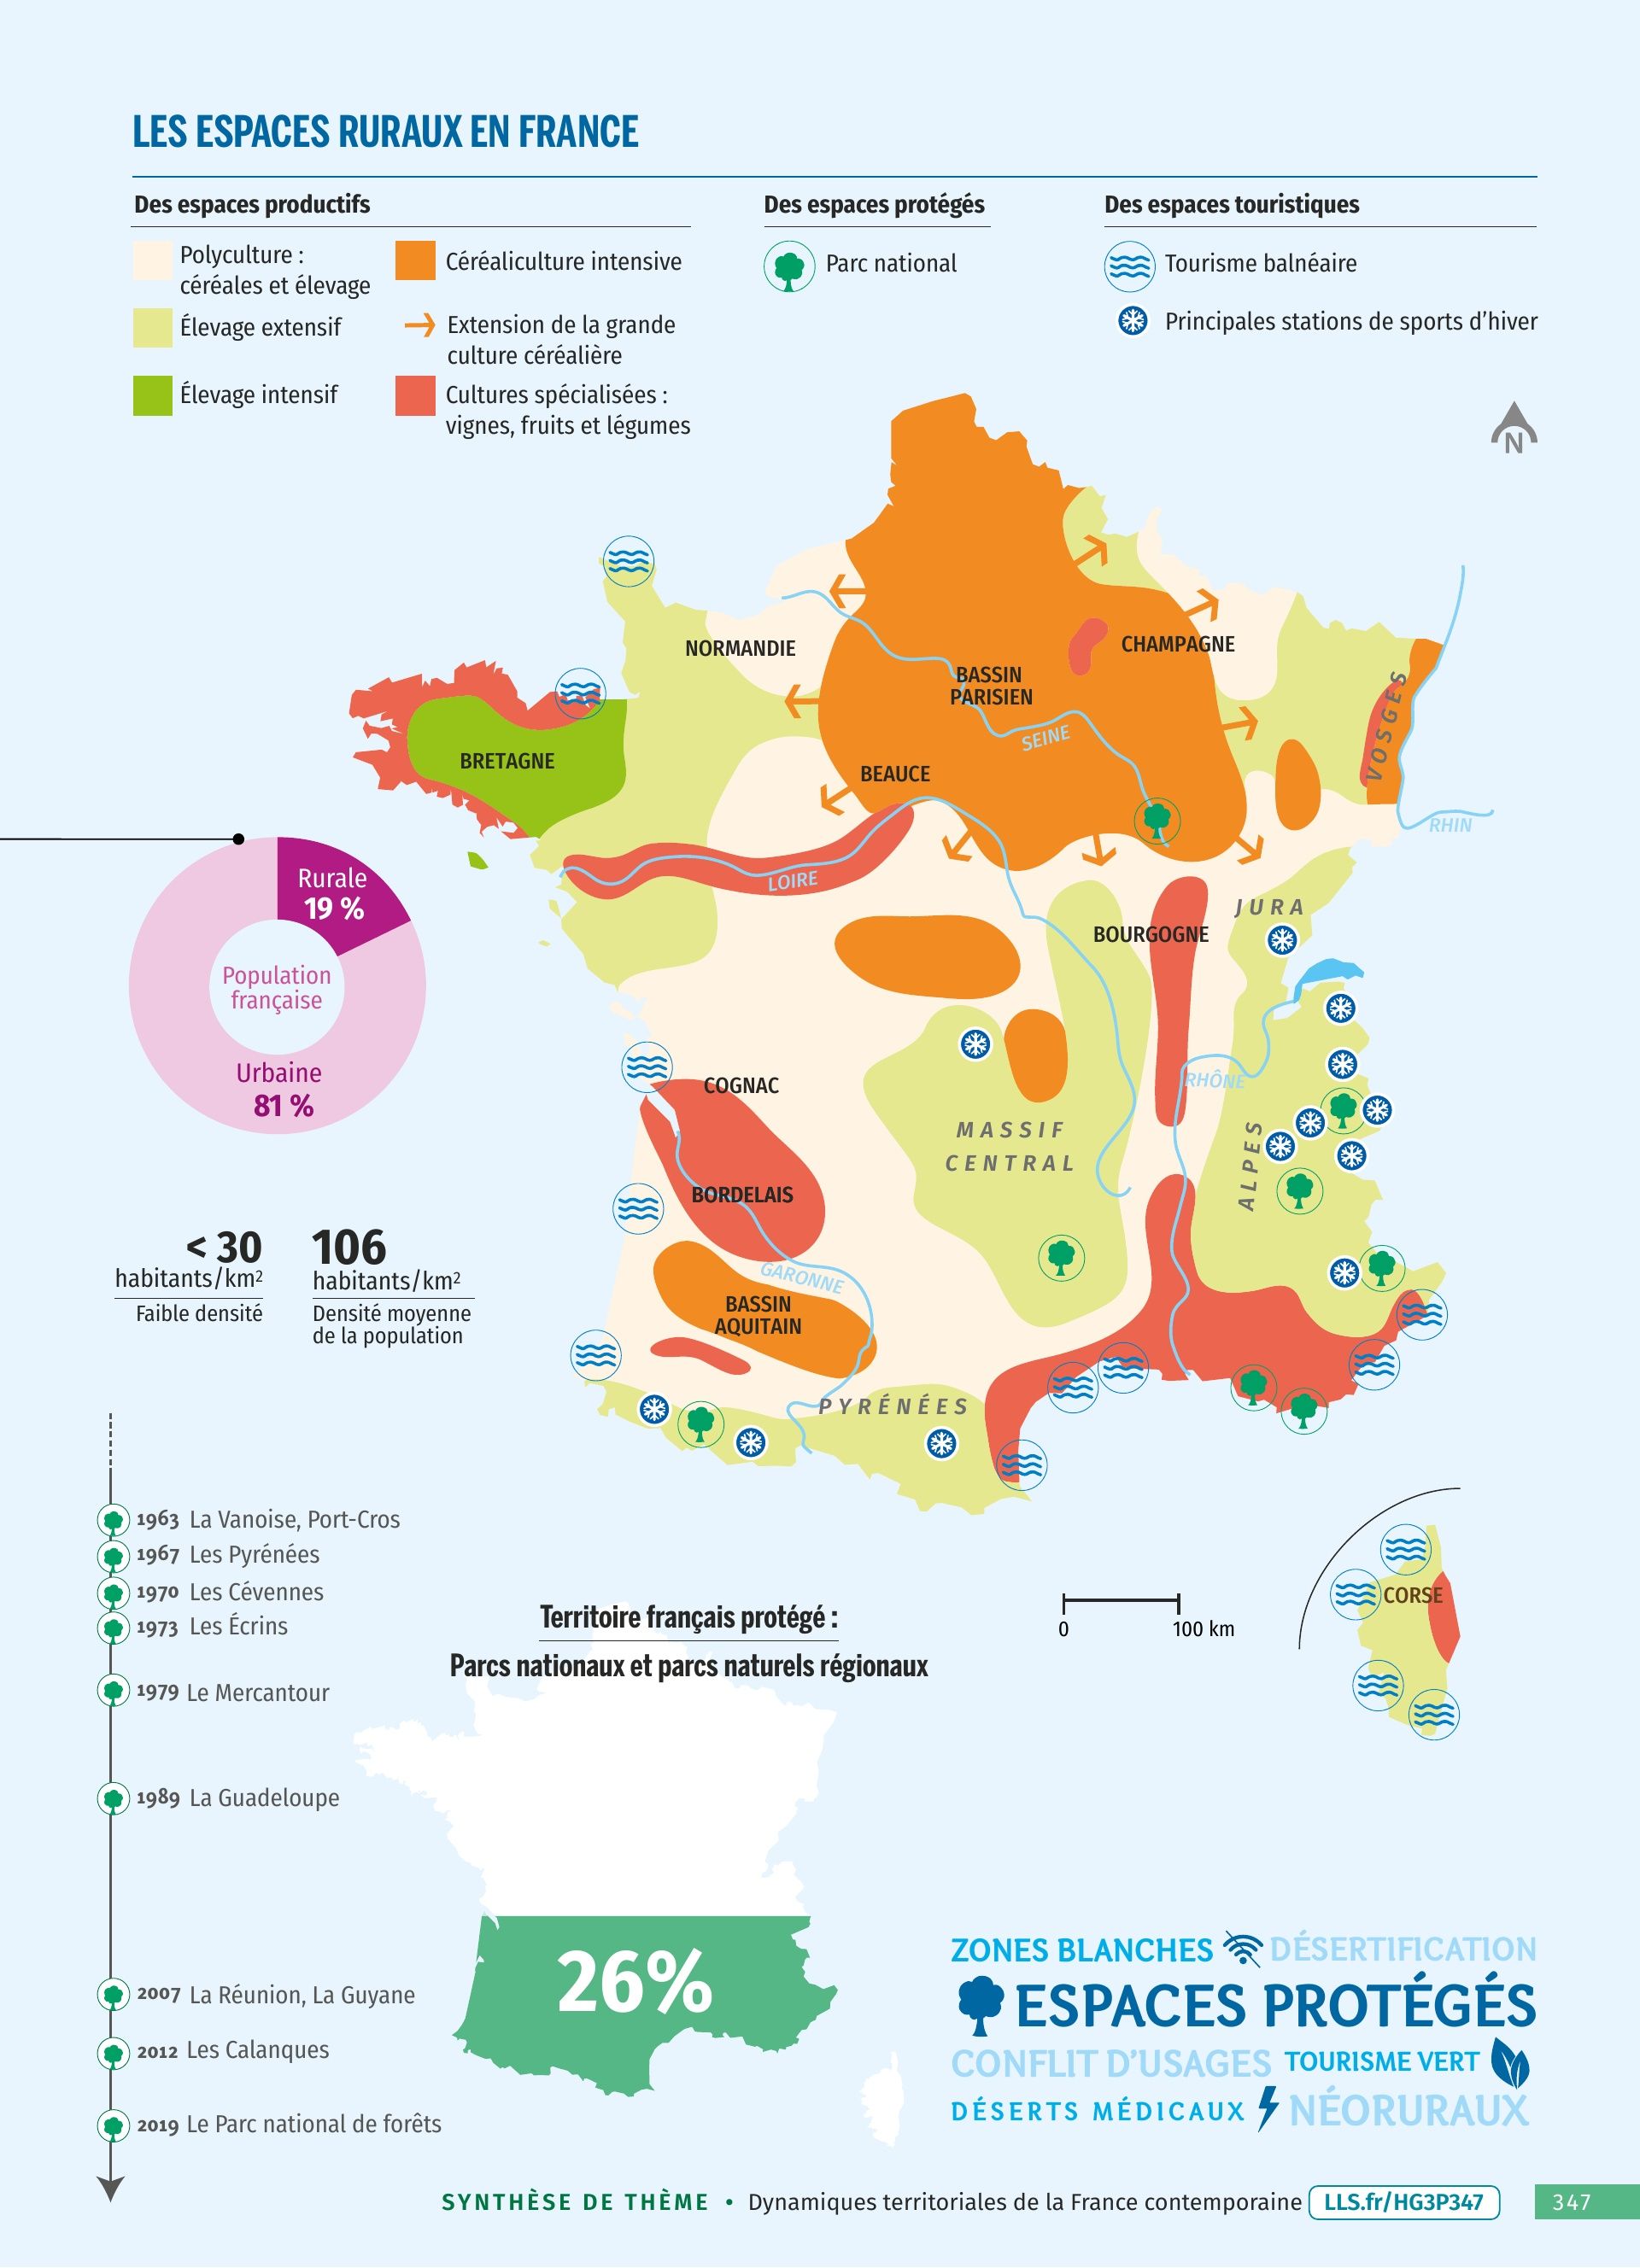 LES ESPACES RURAUX EN FRANCE
Des espaces productifs
Polyculture :
céréales et élevage
Élevage extensif
Élevage intensif
Céréaliculture intensive
Extension de la grande
culture céréalière
Cultures spécialisées :
vignes, fruits et légumes
Des espaces protégés
Parc national
Des espaces touristiques
Tourisme balnéaire
Principales stations de sports d'hiver
N
NORMANDIE
CHAMPAGNE
BASSIN
PARISIEN
VOSGES
SEINE
BRETAGNE
BEAUCE
RHIN
LOIRE
JURA
BOURGOGNE
COGNAC
RHÔNE
MASSIF
CENTRAL
ALPES
BORDELAIS
GARONNE
BASSIN
AQUITAIN
PYRÉNÉES
CORSE
0
100 km
Rurale
19 %
Population
française
Urbaine
81 %
< 30
habitants/km²
Faible densité
106
habitants/km²
Densité moyenne
de la population
1963 La Vanoise, Port-Cros
1967 Les Pyrénées
1970 Les Cévennes
1973 Les Écrins
1979 Le Mercantour
1989 La Guadeloupe
2007 La Réunion, La Guyane
2012 Les Calanques
2019 Le Parc national de forêts
Territoire français protégé :
Parcs nationaux et parcs naturels régionaux
26%
ZONES BLANCHES DÉSERTIFICATION
ESPACES PROTÉGÉS
CONFLIT D'USAGES TOURISME VERT
DÉSERTS MÉDICAUX NÉORURAUX
SYNTHÈSE DE THÈME • Dynamiques territoriales de la France contemporaine LLS.fr/HG3P347
347